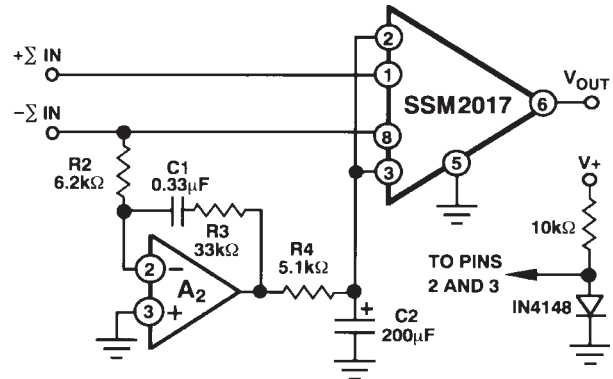 2
+Σ IN
1
SSM2017
6
VOUT
−Σ IN
8
3
5
V+
R2
6.2kΩ
C1
0.33µF
R3
33kΩ
10kΩ
R4
5.1kΩ
TO PINS
2 AND 3
2 −
A2
3 +
IN4148
+
C2
200µF